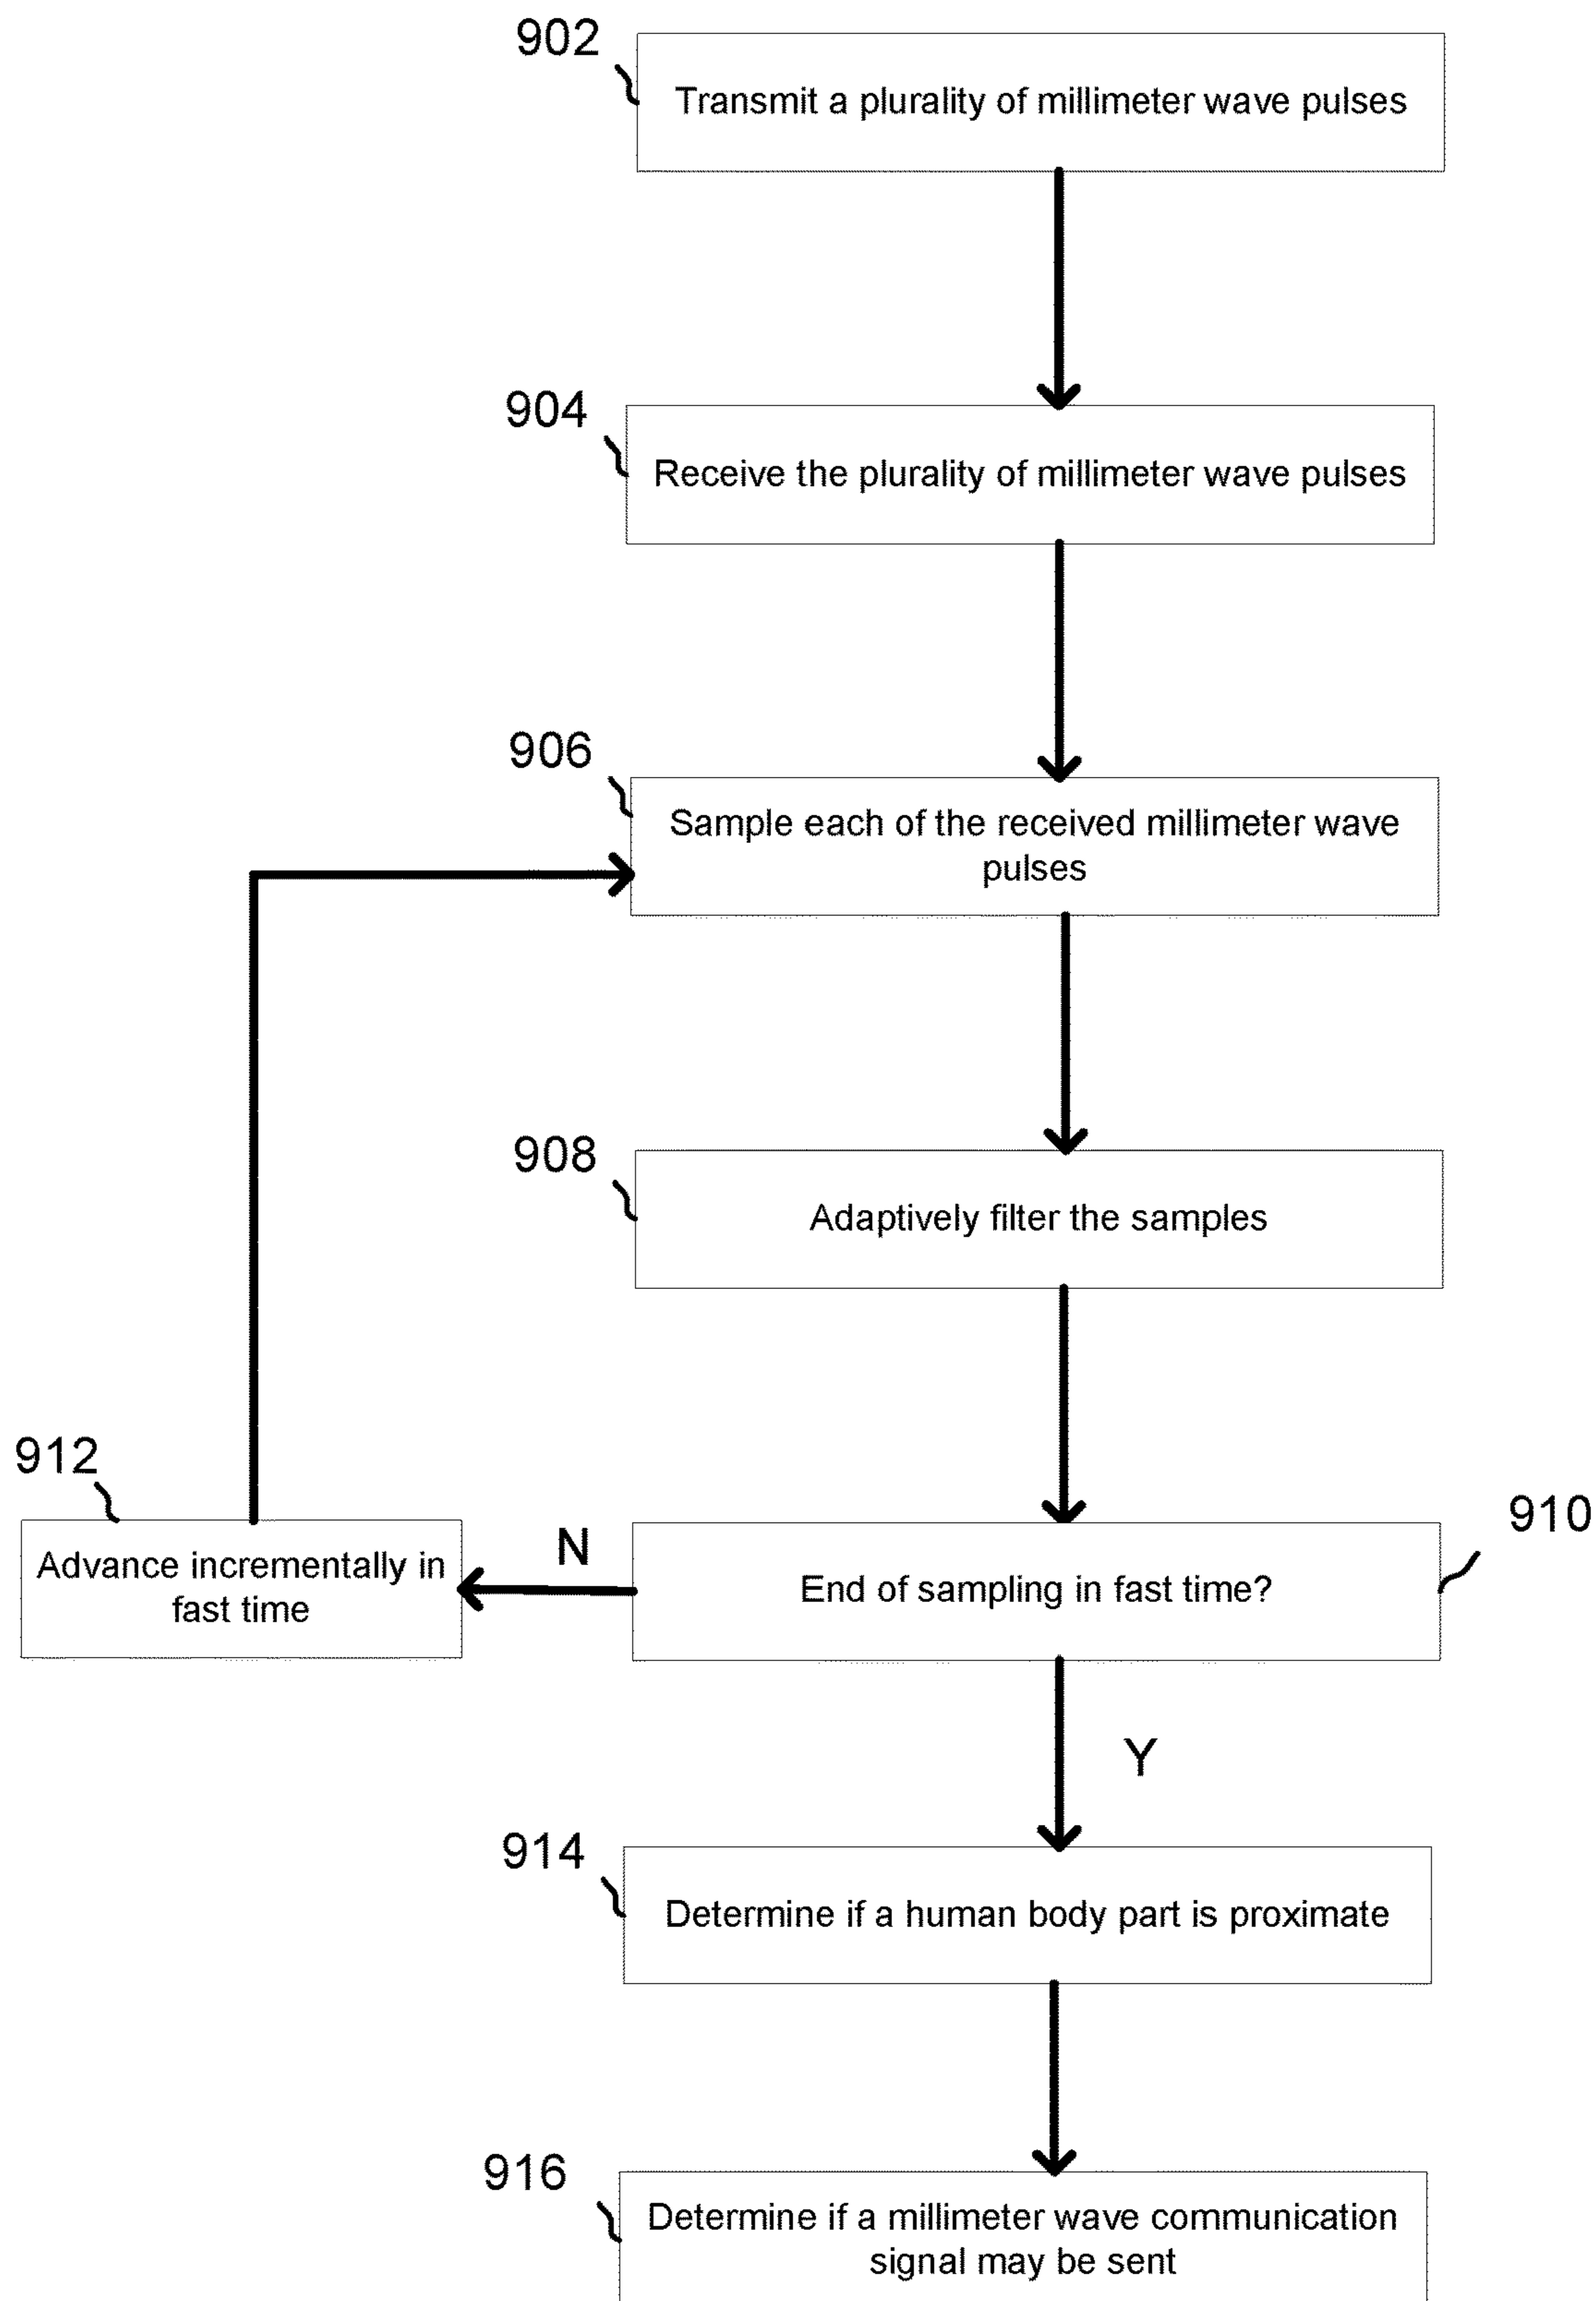 902
Transmit a plurality of millimeter wave pulses
904
Receive the plurality of millimeter wave pulses
906
Sample each of the received millimeter wave
pulses
908
Adaptively filter the samples
912
Advance incrementally in
fast time
N
910
End of sampling in fast time?
Y
914
Determine if a human body part is proximate
916
Determine if a millimeter wave communication
signal may be sent